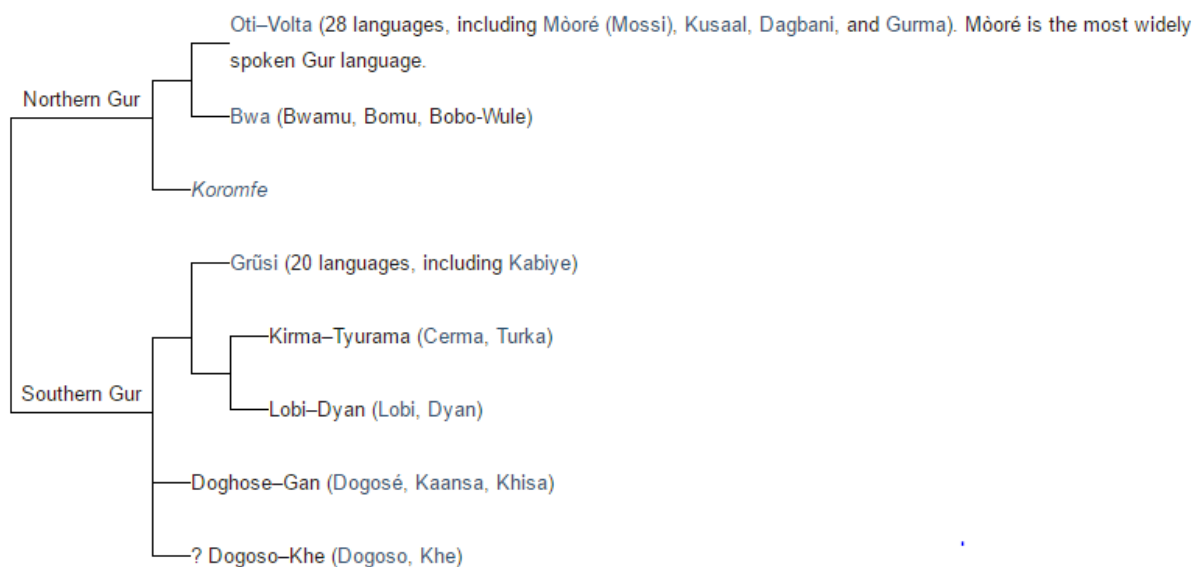 Oti–Volta (28 languages, including Mòoré (Mossi), Kusaal, Dagbani, and Gurma). Mòoré is the most widely
spoken Gur language.
Northern Gur
Bwa (Bwamu, Bomu, Bobo-Wule)
Koromfe
Grũsi (20 languages, including Kabiye)
Kirma–Tyurama (Cerma, Turka)
Southern Gur
Lobi–Dyan (Lobi, Dyan)
Doghose–Gan (Dogosé, Kaansa, Khisa)
? Dogoso–Khe (Dogoso, Khe)